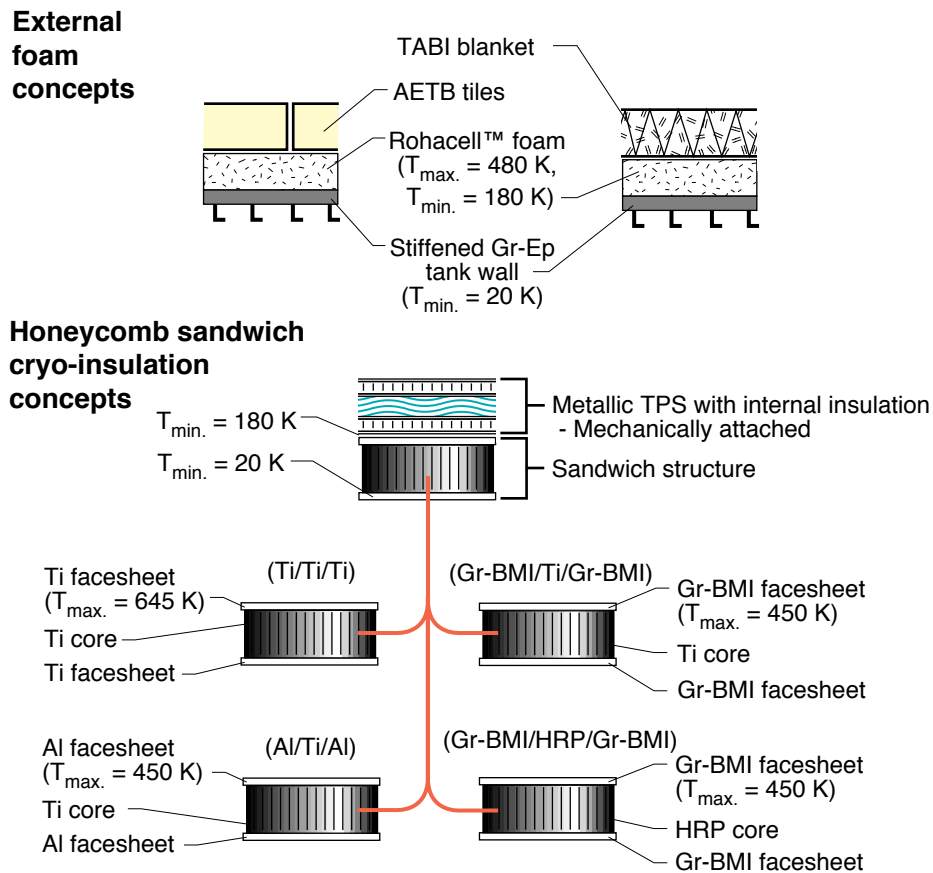 External
foam
concepts
TABI blanket
AETB tiles
Rohacell™ foam
(Tmax. = 480 K,
Tmin. = 180 K)
Stiffened Gr-Ep
tank wall
(Tmin. = 20 K)
Honeycomb sandwich
cryo-insulation
concepts
Tmin. = 180 K
Tmin. = 20 K
Metallic TPS with internal insulation
- Mechanically attached
Sandwich structure
(Ti/Ti/Ti)
Ti facesheet
(Tmax. = 645 K)
Ti core
Ti facesheet
(Gr-BMI/Ti/Gr-BMI)
Gr-BMI facesheet
(Tmax. = 450 K)
Ti core
Gr-BMI facesheet
(Al/Ti/Al)
Al facesheet
(Tmax. = 450 K)
Ti core
Al facesheet
(Gr-BMI/HRP/Gr-BMI)
Gr-BMI facesheet
(Tmax. = 450 K)
HRP core
Gr-BMI facesheet